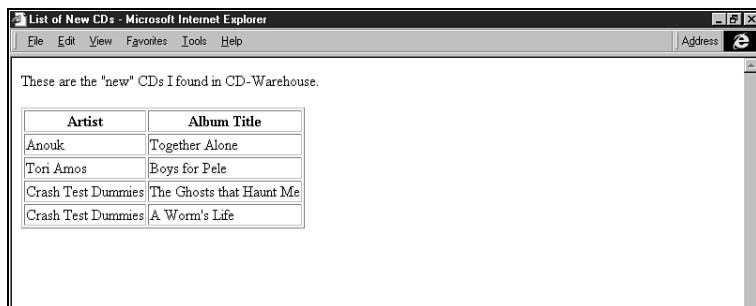 List of New CDs - Microsoft Internet Explorer
File Edit View Favorites Tools Help Address
These are the "new" CDs I found in CD-Warehouse.
Artist Album Title
Anouk Together Alone
Tori Amos Boys for Pele
Crash Test Dummies The Ghosts that Haunt Me
Crash Test Dummies A Worm's Life